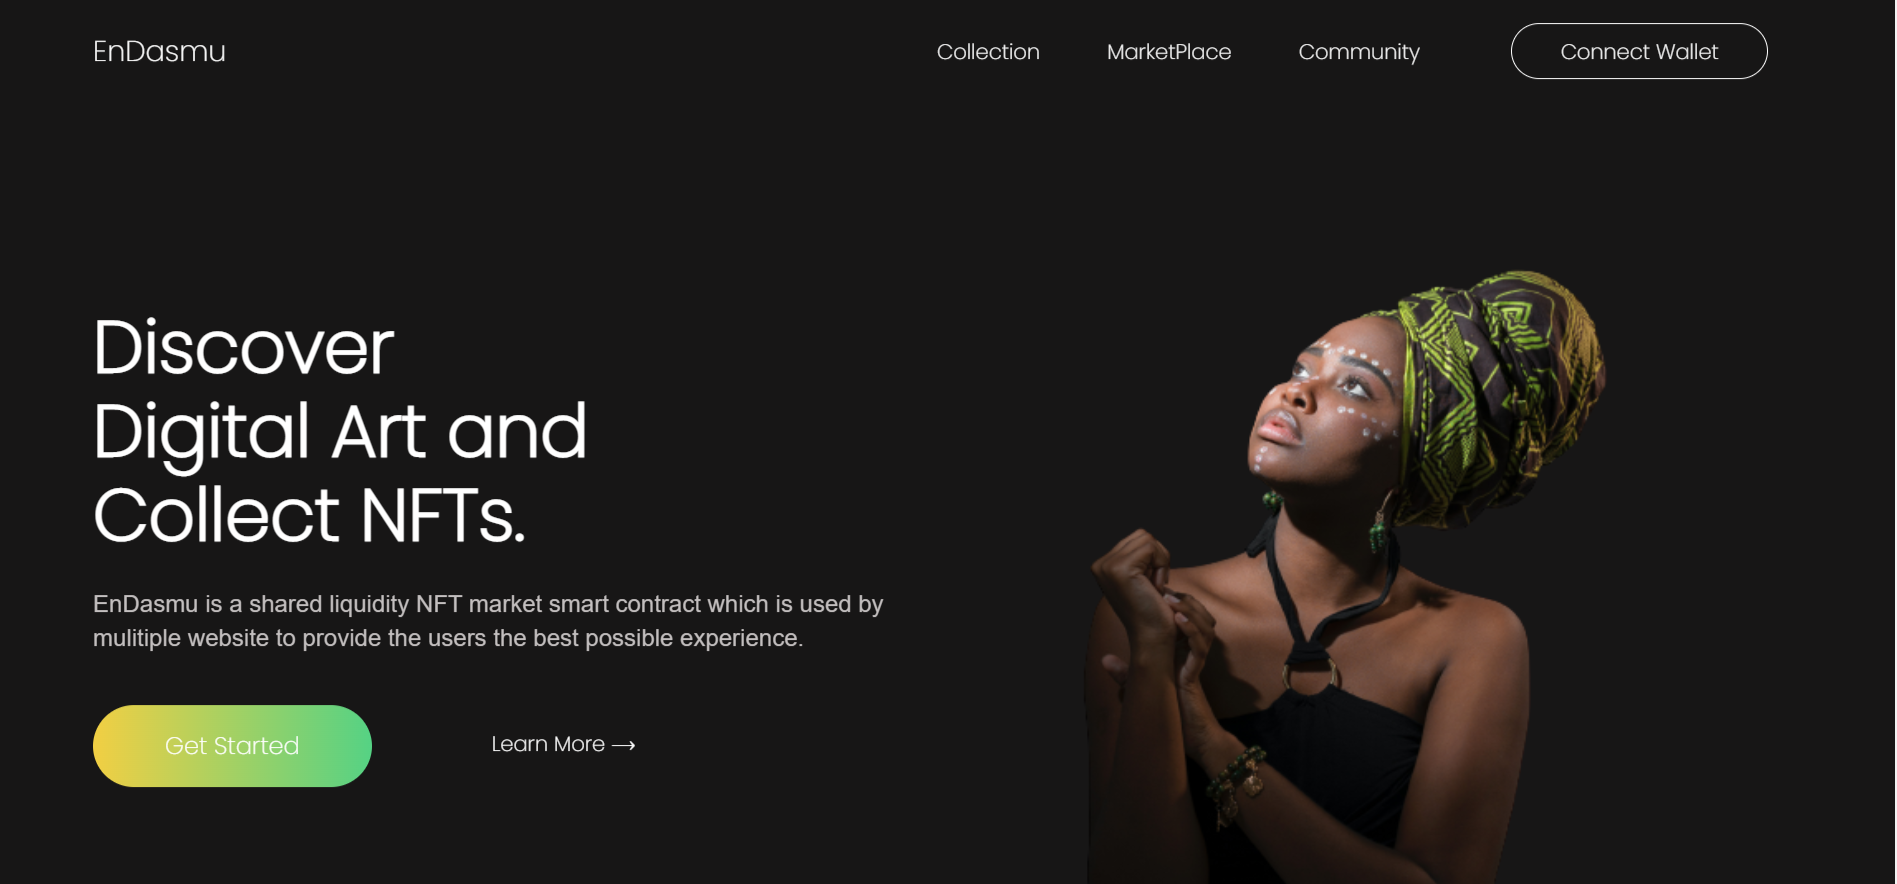 EnDasmu
Collection
MarketPlace
Community
Connect Wallet
Discover
Digital Art and
Collect NFTs.
EnDasmu is a shared liquidity NFT market smart contract which is used by
mulitiple website to provide the users the best possible experience.
Get Started
Learn More ⟶